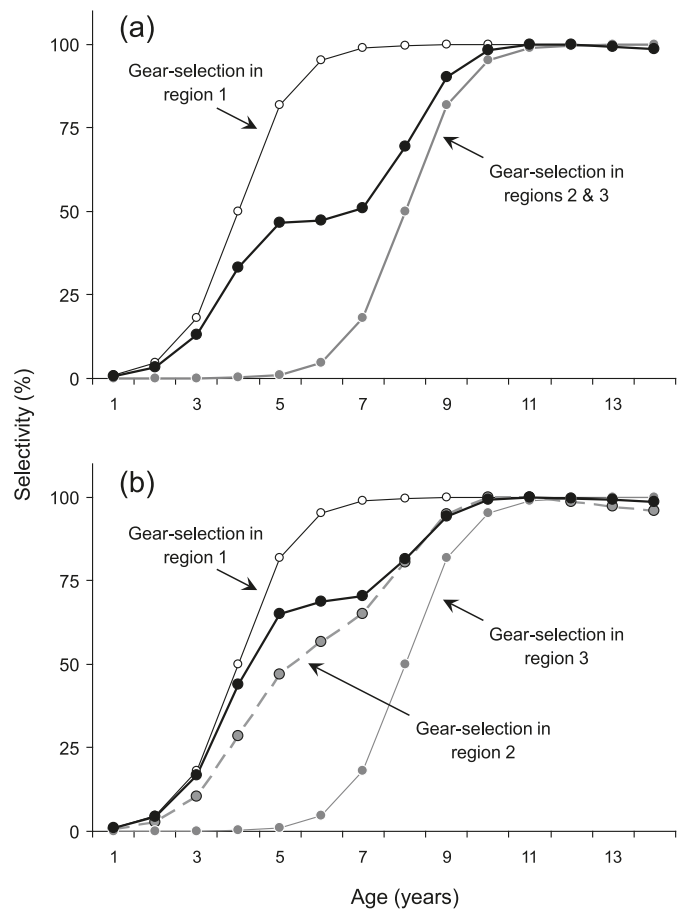 (a)
100
75
50
25
0
Gear-selection in
region 1
Gear-selection in
regions 2 & 3
1 3 5 7 9 11 13
Selectivity (%)
(b)
100
75
50
25
0
Gear-selection in
region 1
Gear-selection in
region 3
Gear-selection in
region 2
1 3 5 7 9 11 13
Age (years)